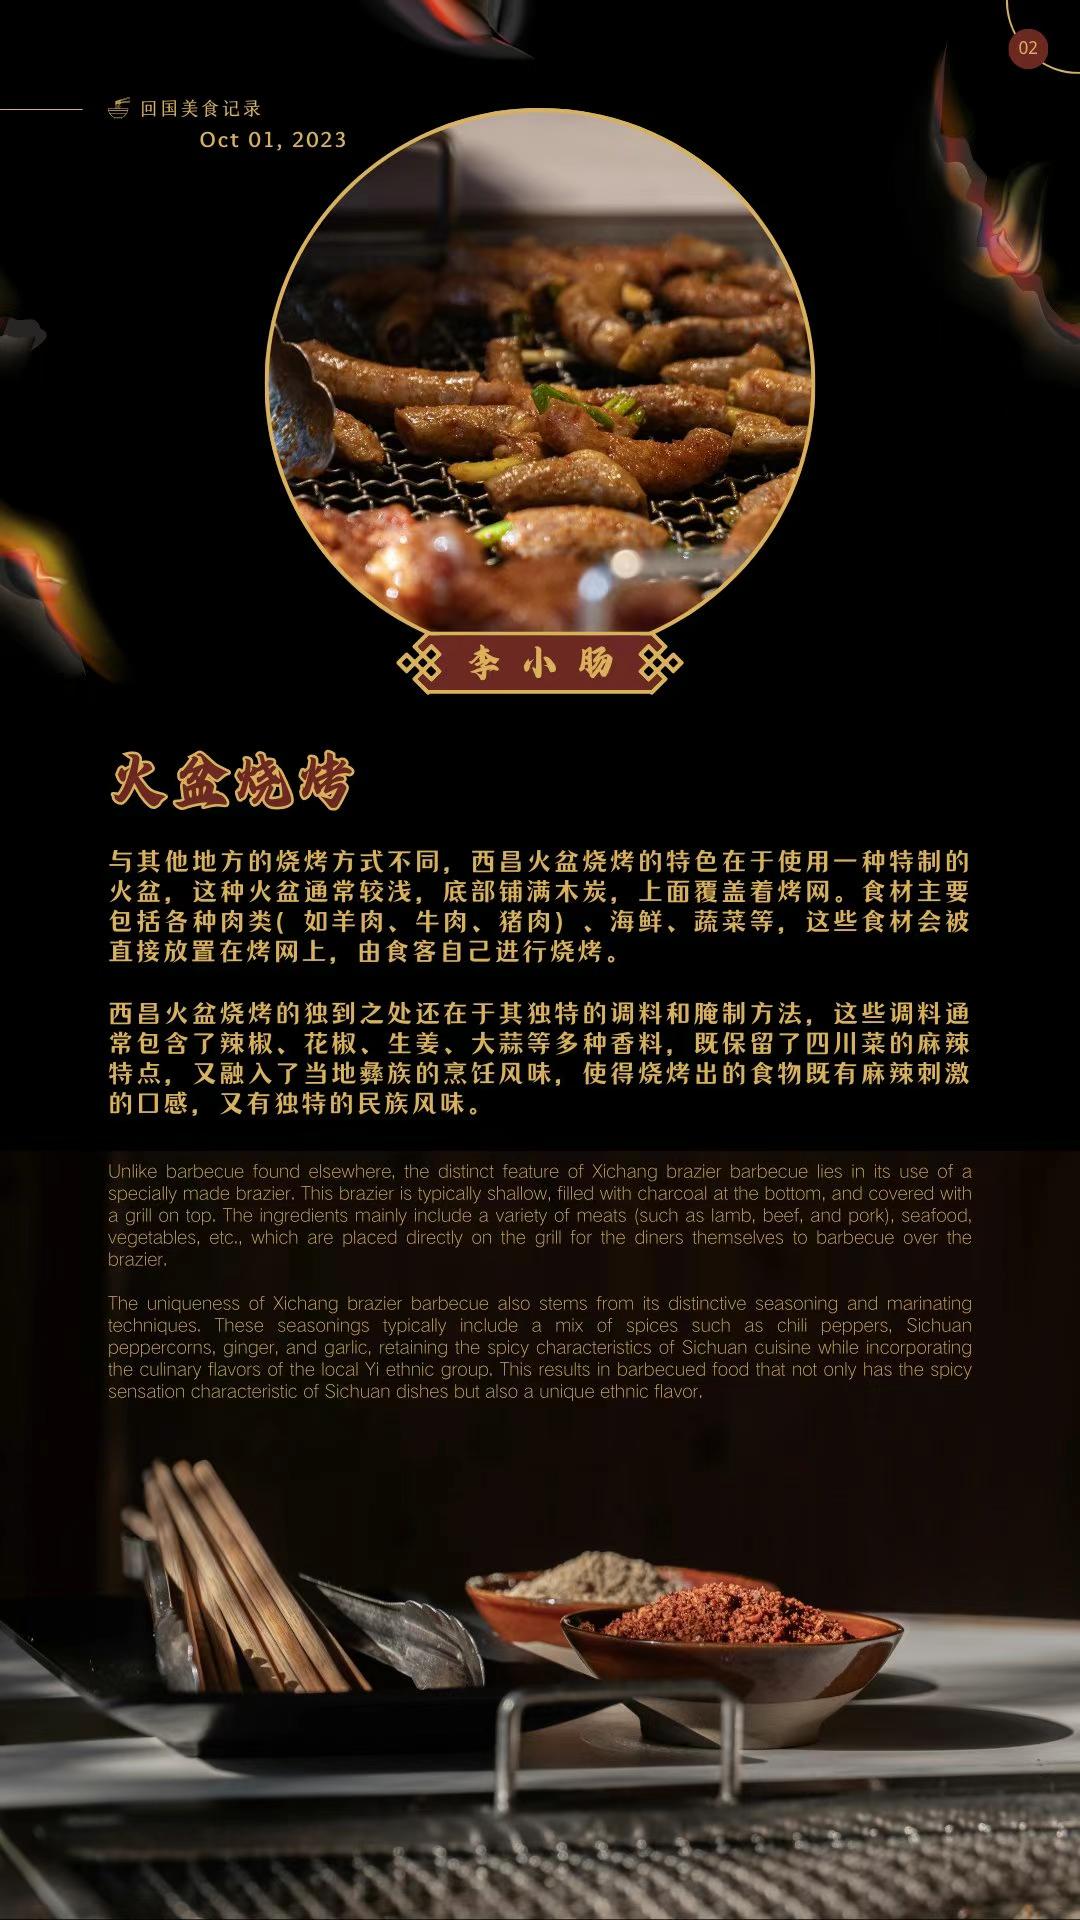 02
回国美食记录
Oct 01, 2023
李小肠
火盆烧烤
与其他地方的烧烤方式不同，西昌火盆烧烤的特色在于使用一种特制的
火盆，这种火盆通常较浅，底部铺满木炭，上面覆盖着烤网。食材主要
包括各种肉类( 如羊肉、牛肉、猪肉) 、海鲜、蔬菜等，这些食材会被
直接放置在烤网上，由食客自己进行烧烤。
西昌火盆烧烤的独到之处还在于其独特的调料和腌制方法，这些调料通
常包含了辣椒、花椒、生姜、大蒜等多种香料，既保留了四川菜的麻辣
特点，又融入了当地彝族的烹饪风味，使得烧烤出的食物既有麻辣刺激
的口感，又有独特的民族风味。
Unlike barbecue found elsewhere, the distinct feature of Xichang brazier barbecue lies in its use of a
specially made brazier. This brazier is typically shallow, filled with charcoal at the bottom, and covered with
a grill on top. The ingredients mainly include a variety of meats (such as lamb, beef, and pork), seafood,
vegetables, etc., which are placed directly on the grill for the diners themselves to barbecue over the
brazier.
The uniqueness of Xichang brazier barbecue also stems from its distinctive seasoning and marinating
techniques. These seasonings typically include a mix of spices such as chili peppers, Sichuan
peppercorns, ginger, and garlic, retaining the spicy characteristics of Sichuan cuisine while incorporating
the culinary flavors of the local Yi ethnic group. This results in barbecued food that not only has the spicy
sensation characteristic of Sichuan dishes but also a unique ethnic flavor.